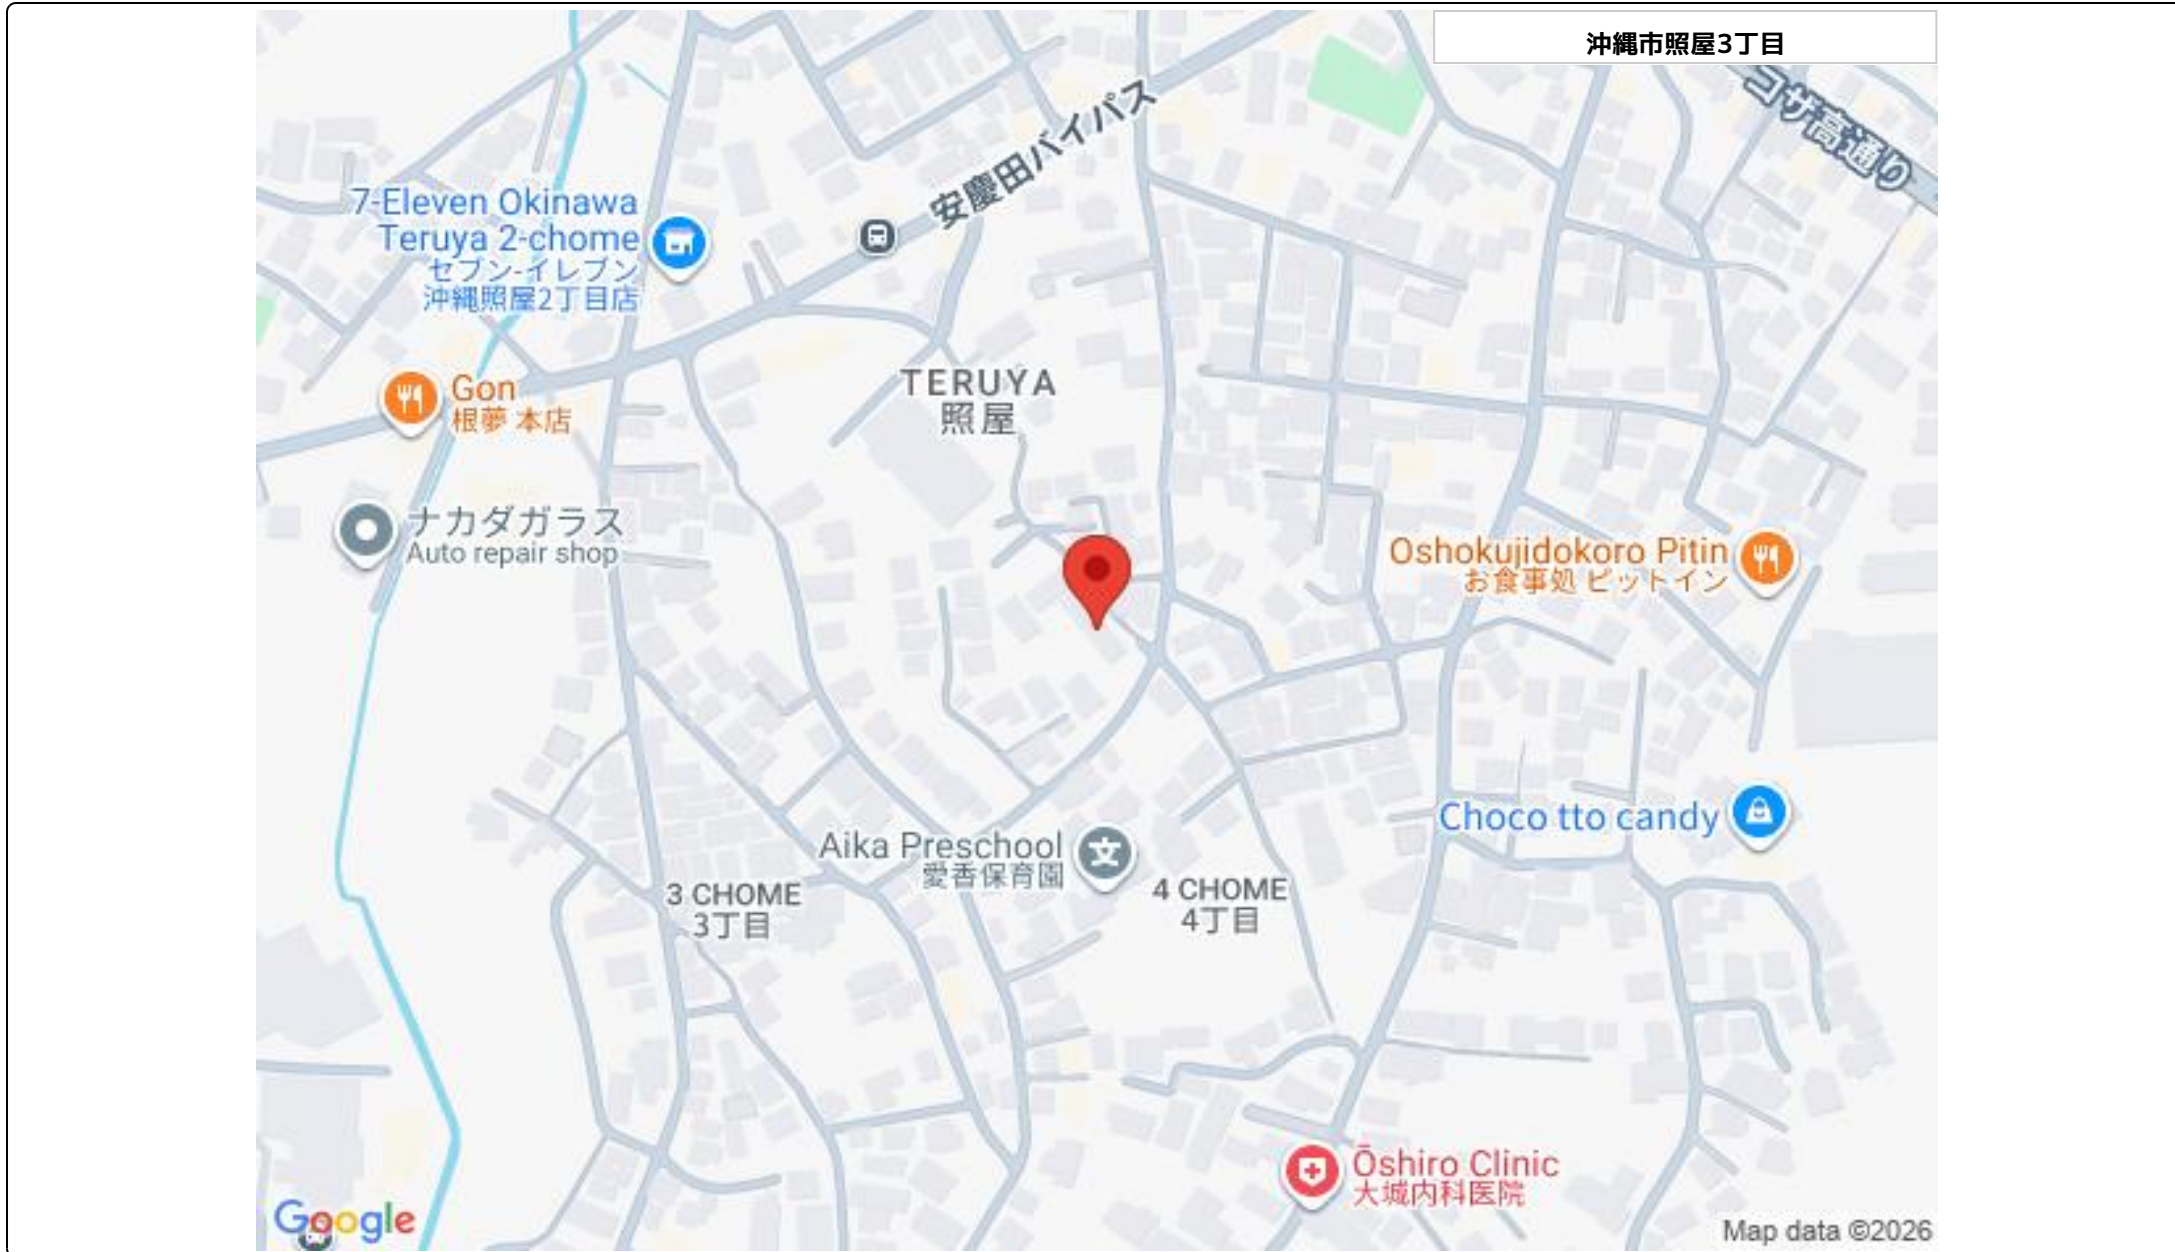 沖縄市照屋3丁目
コザ高通り
安慶田バイパス
7-Eleven Okinawa
Teruya 2-chome
セブン-イレブン
沖縄照屋2丁目店
Gon
根夢 本店
TERUYA
照屋
ナカダガラス
Auto repair shop
Oshokujidokoro Pitin
お食事処 ピットイン
Choco tto candy
Aika Preschool
愛香保育園
文
3 CHOME
3丁目
4 CHOME
4丁目
Ōshiro Clinic
大城内科医院
Google
Map data ©2026